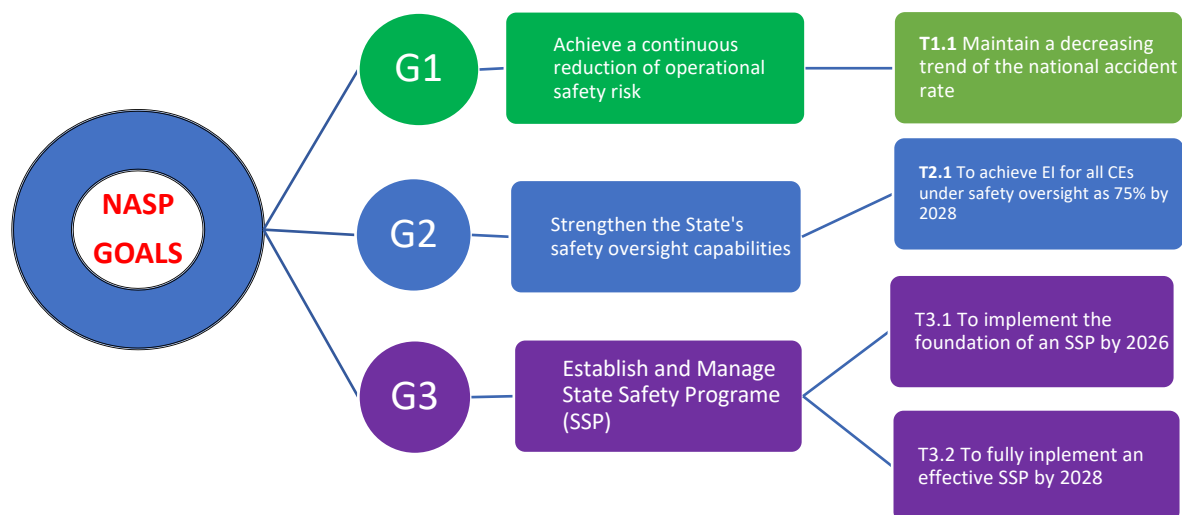 NASP
GOALS
G1
Achieve a continuous
reduction of operational
safety risk
T1.1 Maintain a decreasing
trend of the national accident
rate
G2
Strengthen the State's
safety oversight capabilities
T2.1 To achieve EI for all CEs
under safety oversight as 75% by
2028
G3
Establish and Manage
State Safety Programe
(SSP)
T3.1 To implement the
foundation of an SSP by 2026
T3.2 To fully inplement an
effective SSP by 2028